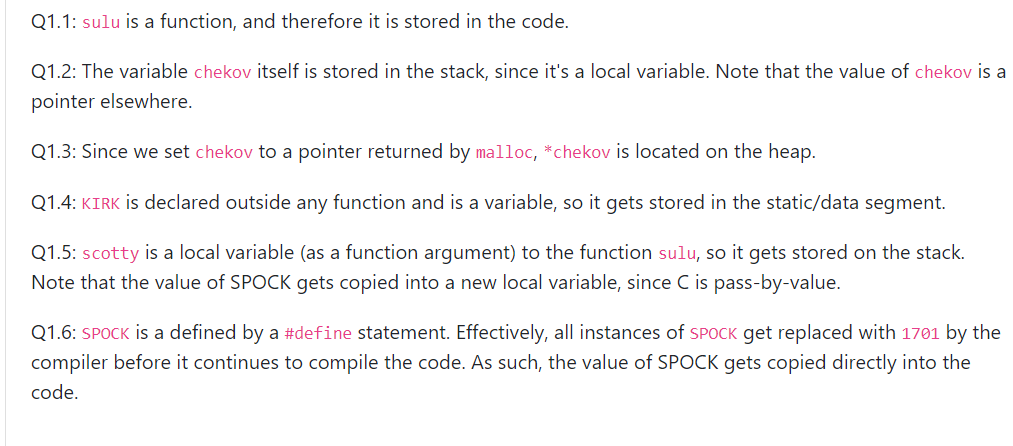 Q1.1: sulu is a function, and therefore it is stored in the code.
Q1.2: The variable chekov itself is stored in the stack, since it's a local variable. Note that the value of chekov is a
pointer elsewhere.
Q1.3: Since we set chekov to a pointer returned by malloc, *chekov is located on the heap.
Q1.4: KIRK is declared outside any function and is a variable, so it gets stored in the static/data segment.
Q1.5: scotty is a local variable (as a function argument) to the function sulu, so it gets stored on the stack.
Note that the value of SPOCK gets copied into a new local variable, since C is pass-by-value.
Q1.6: SPOCK is a defined by a #define statement. Effectively, all instances of SPOCK get replaced with 1701 by the
compiler before it continues to compile the code. As such, the value of SPOCK gets copied directly into the
code.